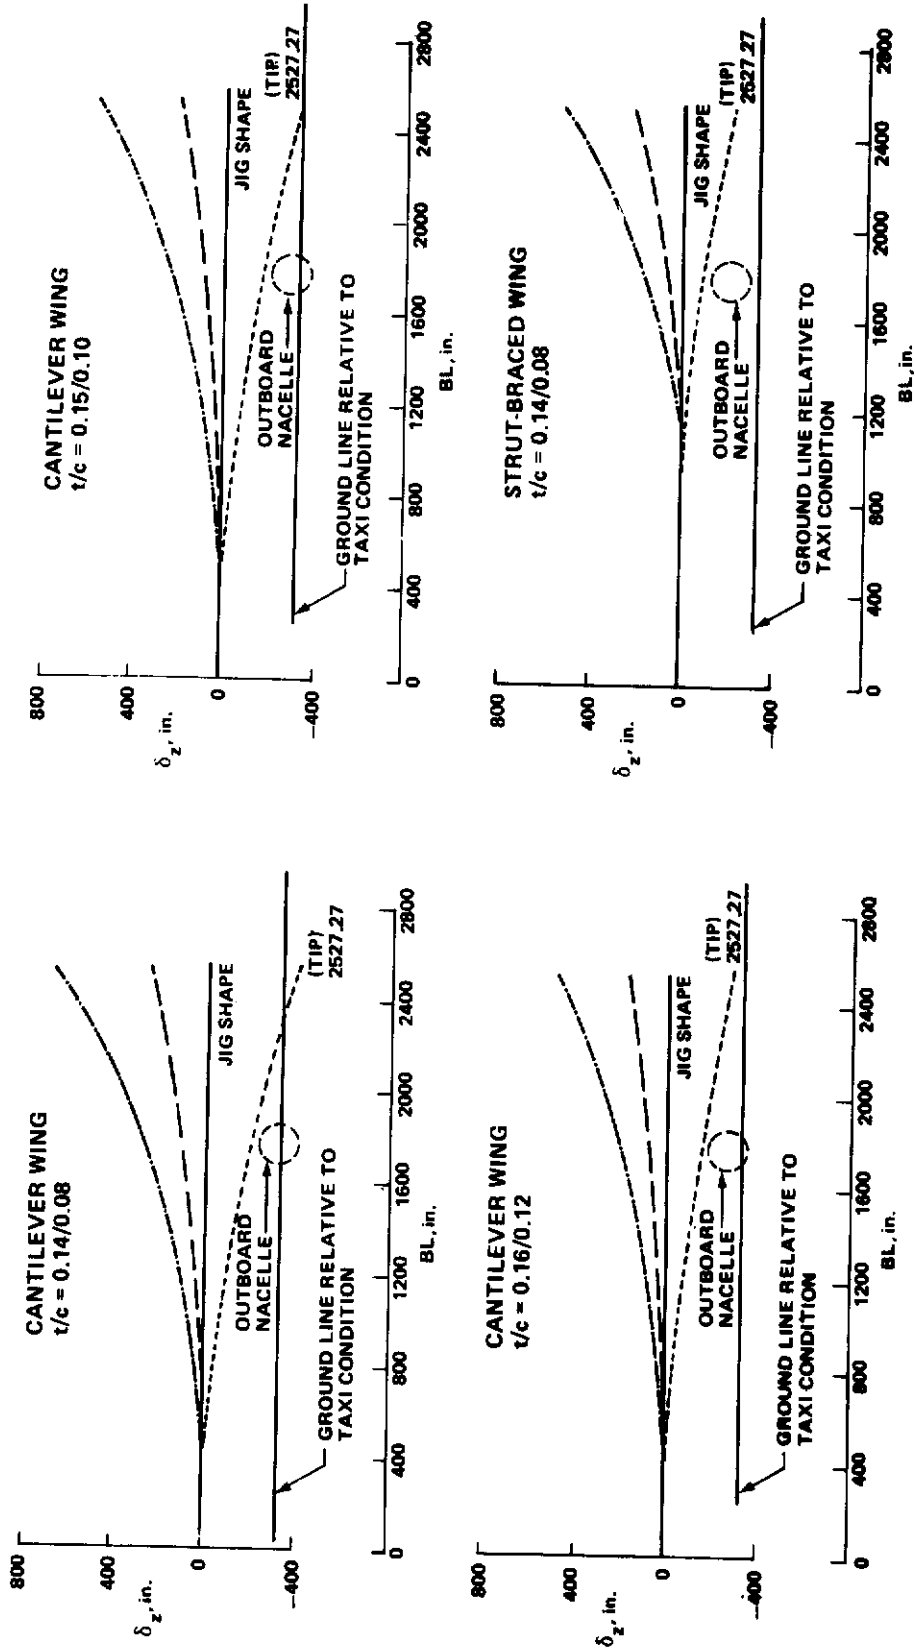 CANTILEVER WING
t/c = 0.14/0.08
800
400
0
−400
δz, in.
JIG SHAPE
(TIP)
2527.27
OUTBOARD
NACELLE
GROUND LINE RELATIVE TO
TAXI CONDITION
0
400
800
1200
1600
2000
2400
2800
BL, in.
CANTILEVER WING
t/c = 0.15/0.10
800
400
0
−400
δz, in.
JIG SHAPE
(TIP)
2527.27
OUTBOARD
NACELLE
GROUND LINE RELATIVE TO
TAXI CONDITION
0
400
800
1200
1600
2000
2400
2800
BL, in.
CANTILEVER WING
t/c = 0.16/0.12
800
400
0
−400
δz, in.
JIG SHAPE
(TIP)
2527.27
OUTBOARD
NACELLE
GROUND LINE RELATIVE TO
TAXI CONDITION
0
400
800
1200
1600
2000
2400
2800
BL, in.
STRUT-BRACED WING
t/c = 0.14/0.08
800
400
0
−400
δz, in.
JIG SHAPE
(TIP)
2527.27
OUTBOARD
NACELLE
GROUND LINE RELATIVE TO
TAXI CONDITION
0
400
800
1200
1600
2000
2400
2800
BL, in.